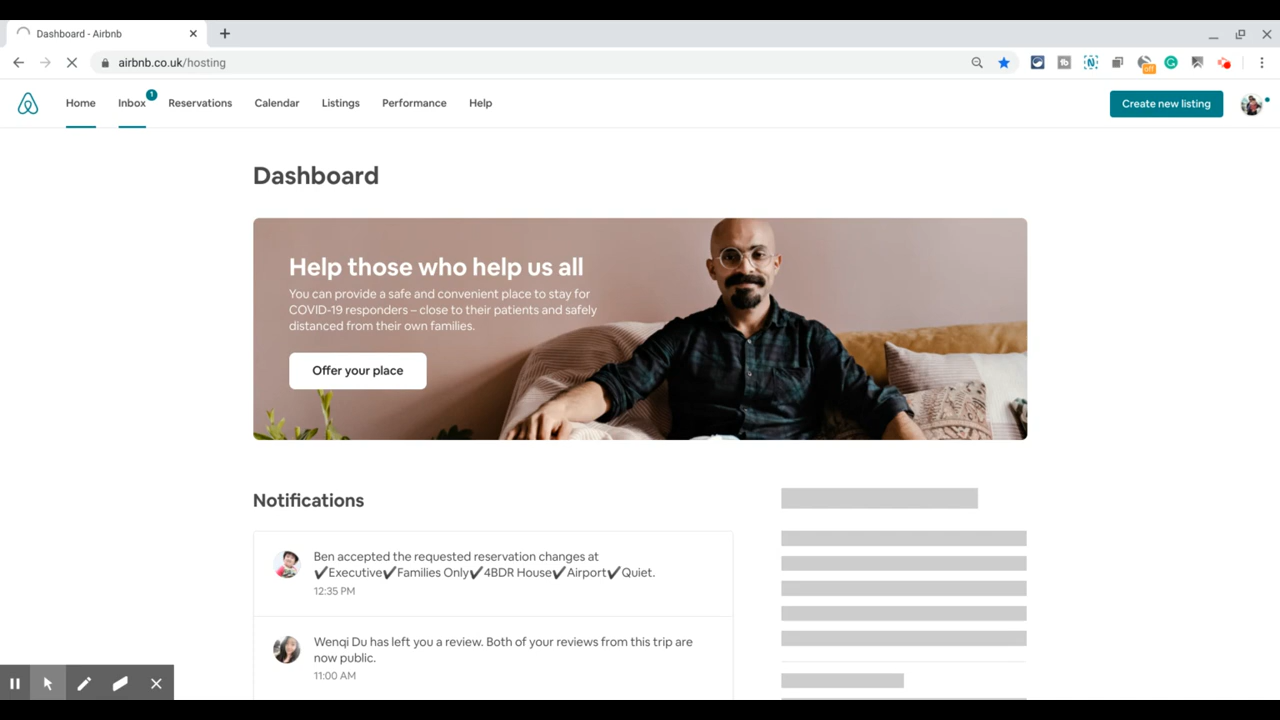 Dashboard - Airbnb
airbnb.co.uk/hosting
off
Home
Inbox
1
Reservations
Calendar
Listings
Performance
Help
Create new listing
Dashboard
Help those who help us all
You can provide a safe and convenient place to stay for
COVID-19 responders – close to their patients and safely
distanced from their own families.
Offer your place
Notifications
Ben accepted the requested reservation changes at
✔Executive✔Families Only✔4BDR House✔Airport✔Quiet.
12:35 PM
Wenqi Du has left you a review. Both of your reviews from this trip are
now public.
11:00 AM